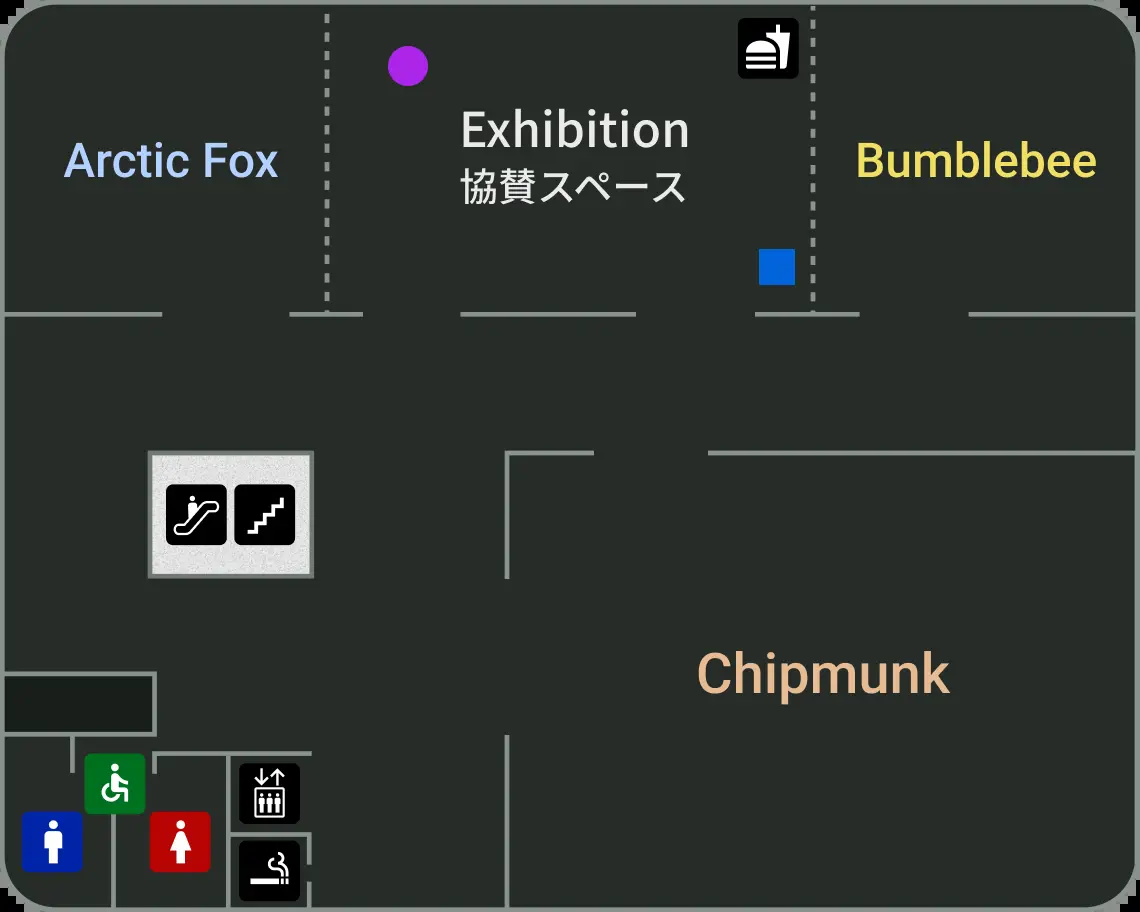 Exhibition
協賛スペース
Arctic Fox
Bumblebee
Chipmunk